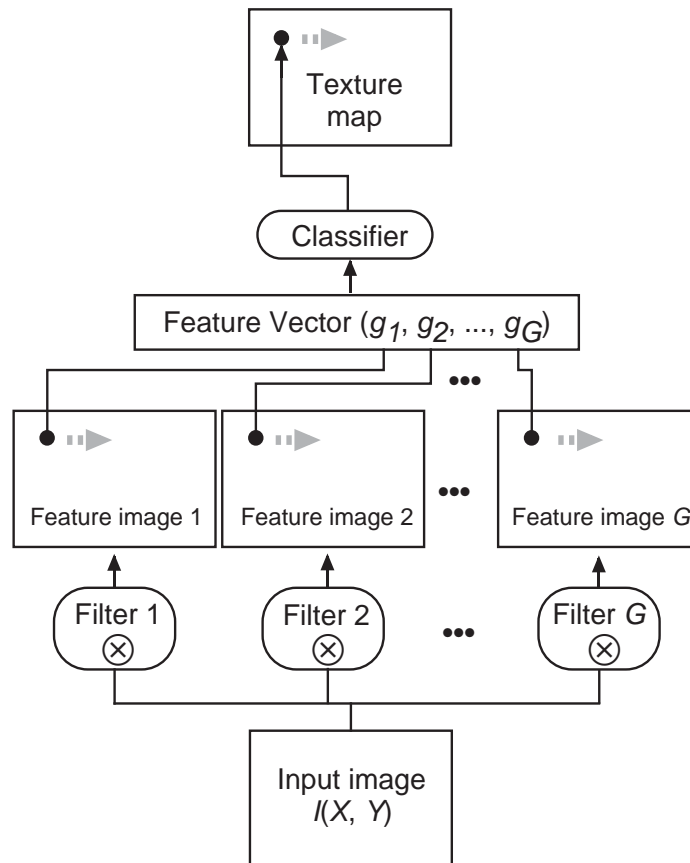 Texture
map
Classifier
Feature Vector (g1, g2, ..., gG)
•••
Feature image 1
Feature image 2
•••
Feature image G
Filter 1
Filter 2
•••
Filter G
Input image
I(X, Y)